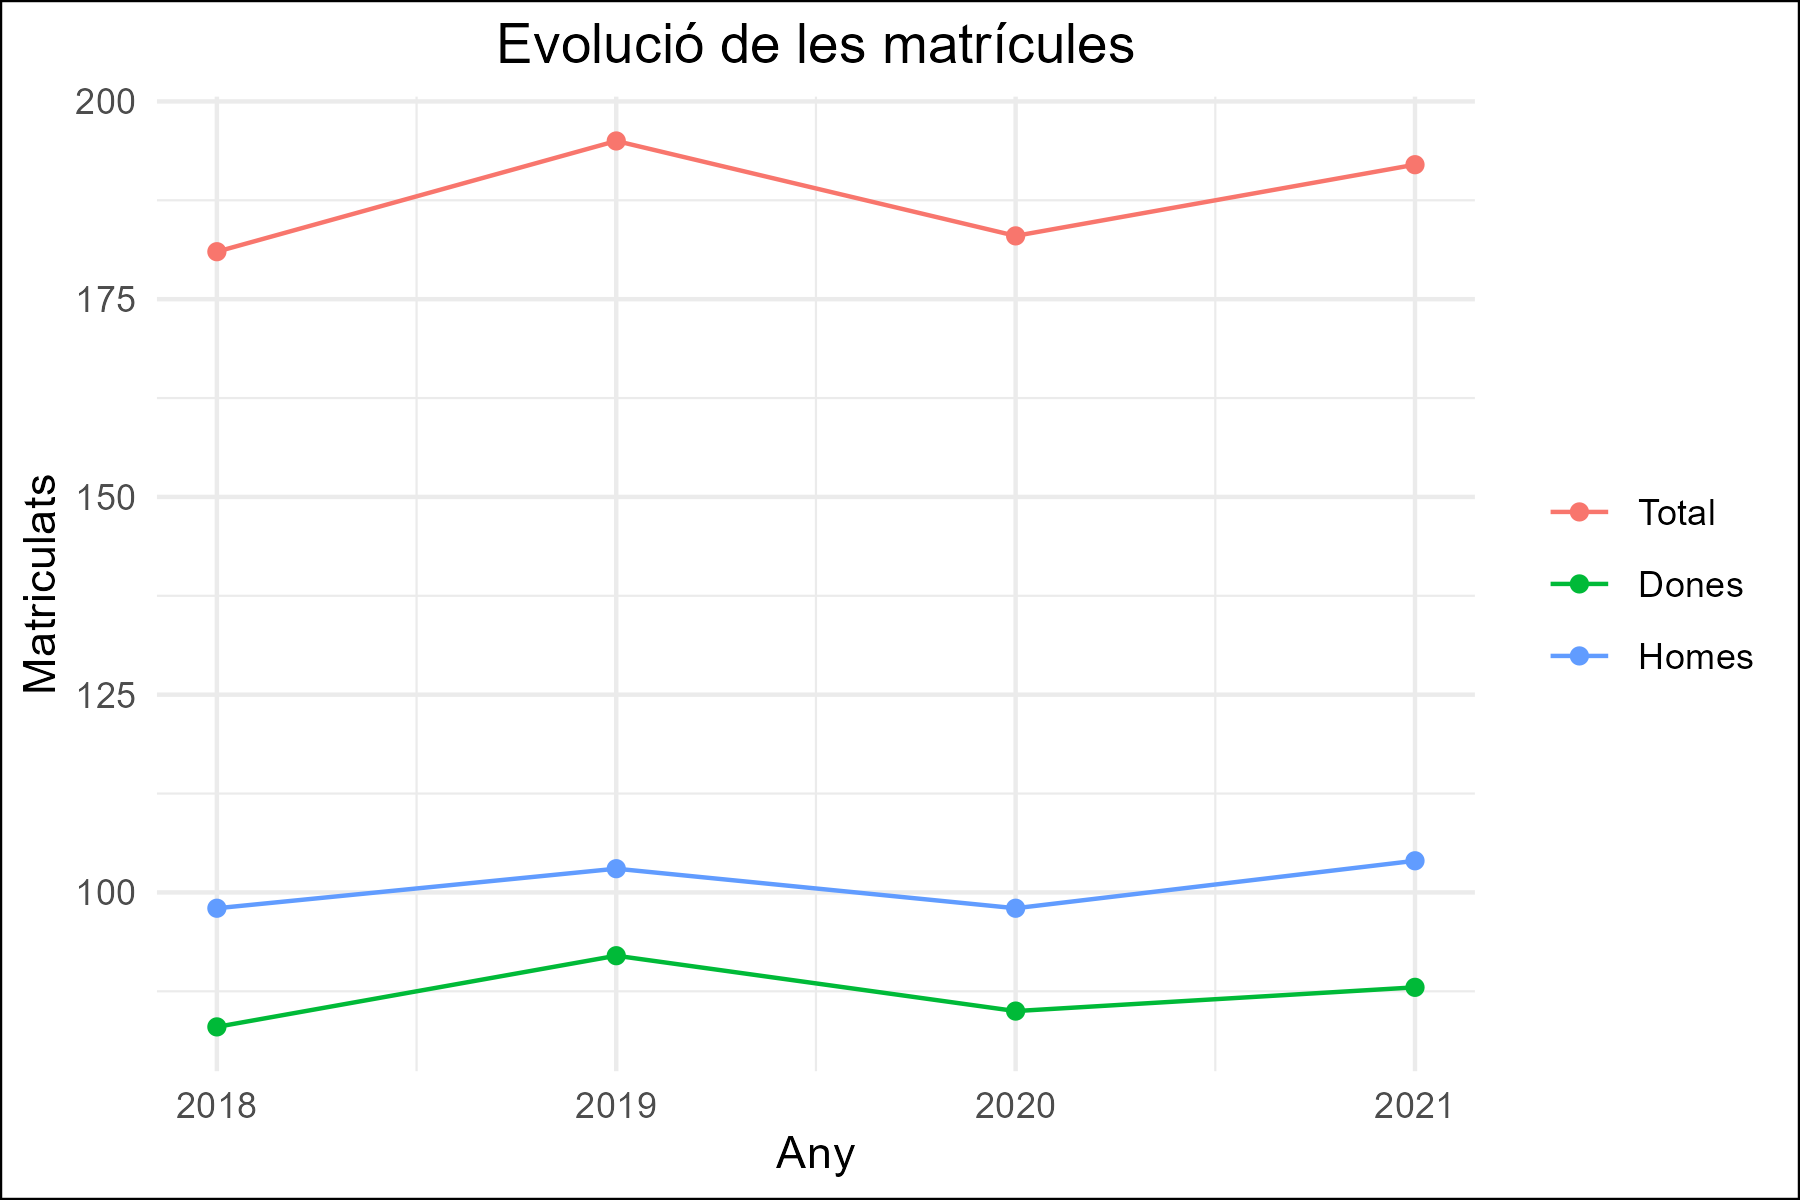 Evolució de les matrícules
200
175
150
125
100
Matriculats
2018
2019
2020
2021
Any
Total
Dones
Homes